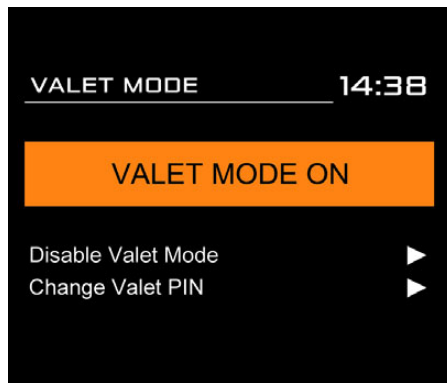 VALET MODE 14:38
VALET MODE ON
Disable Valet Mode
Change Valet PIN